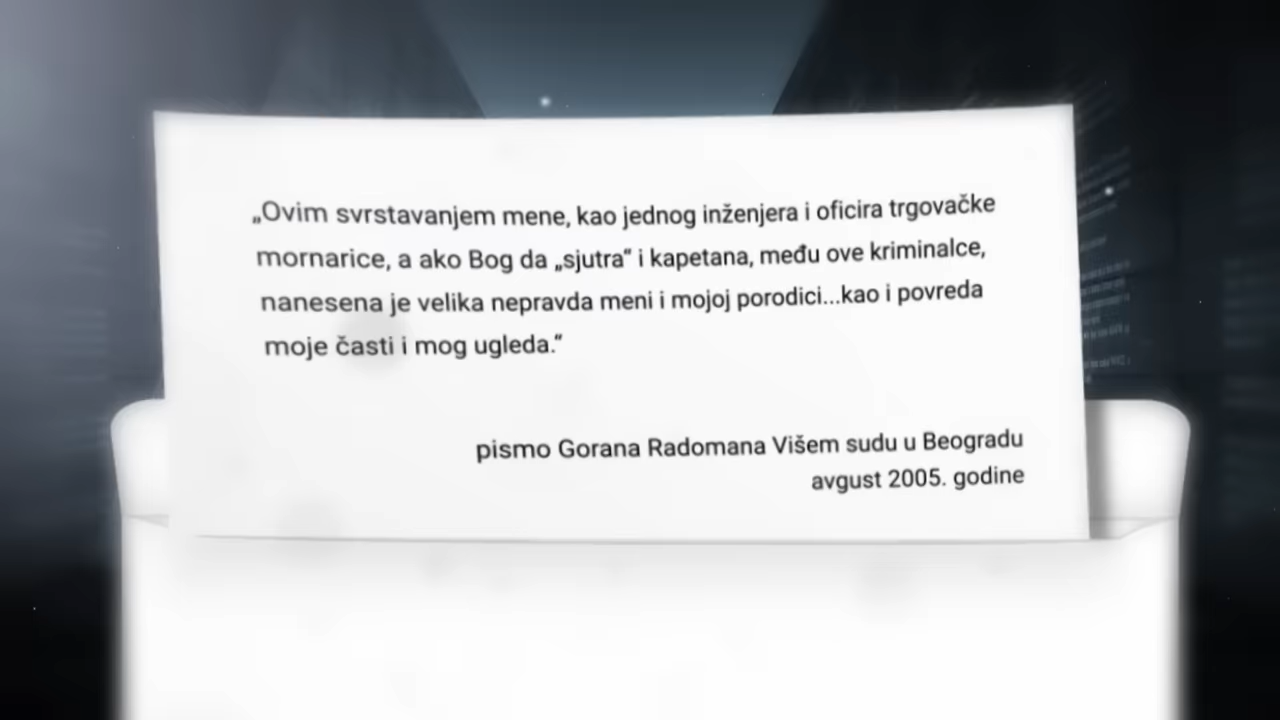 „Ovim svrstavanjem mene, kao jednog inženjera i oficira trgovačke
mornarice, a ako Bog da „sjutra“ i kapetana, među ove kriminalce,
nanesena je velika nepravda meni i mojoj porodici...kao i povreda
moje časti i mog ugleda.“
pismo Gorana Radomana Višem sudu u Beogradu
avgust 2005. godine